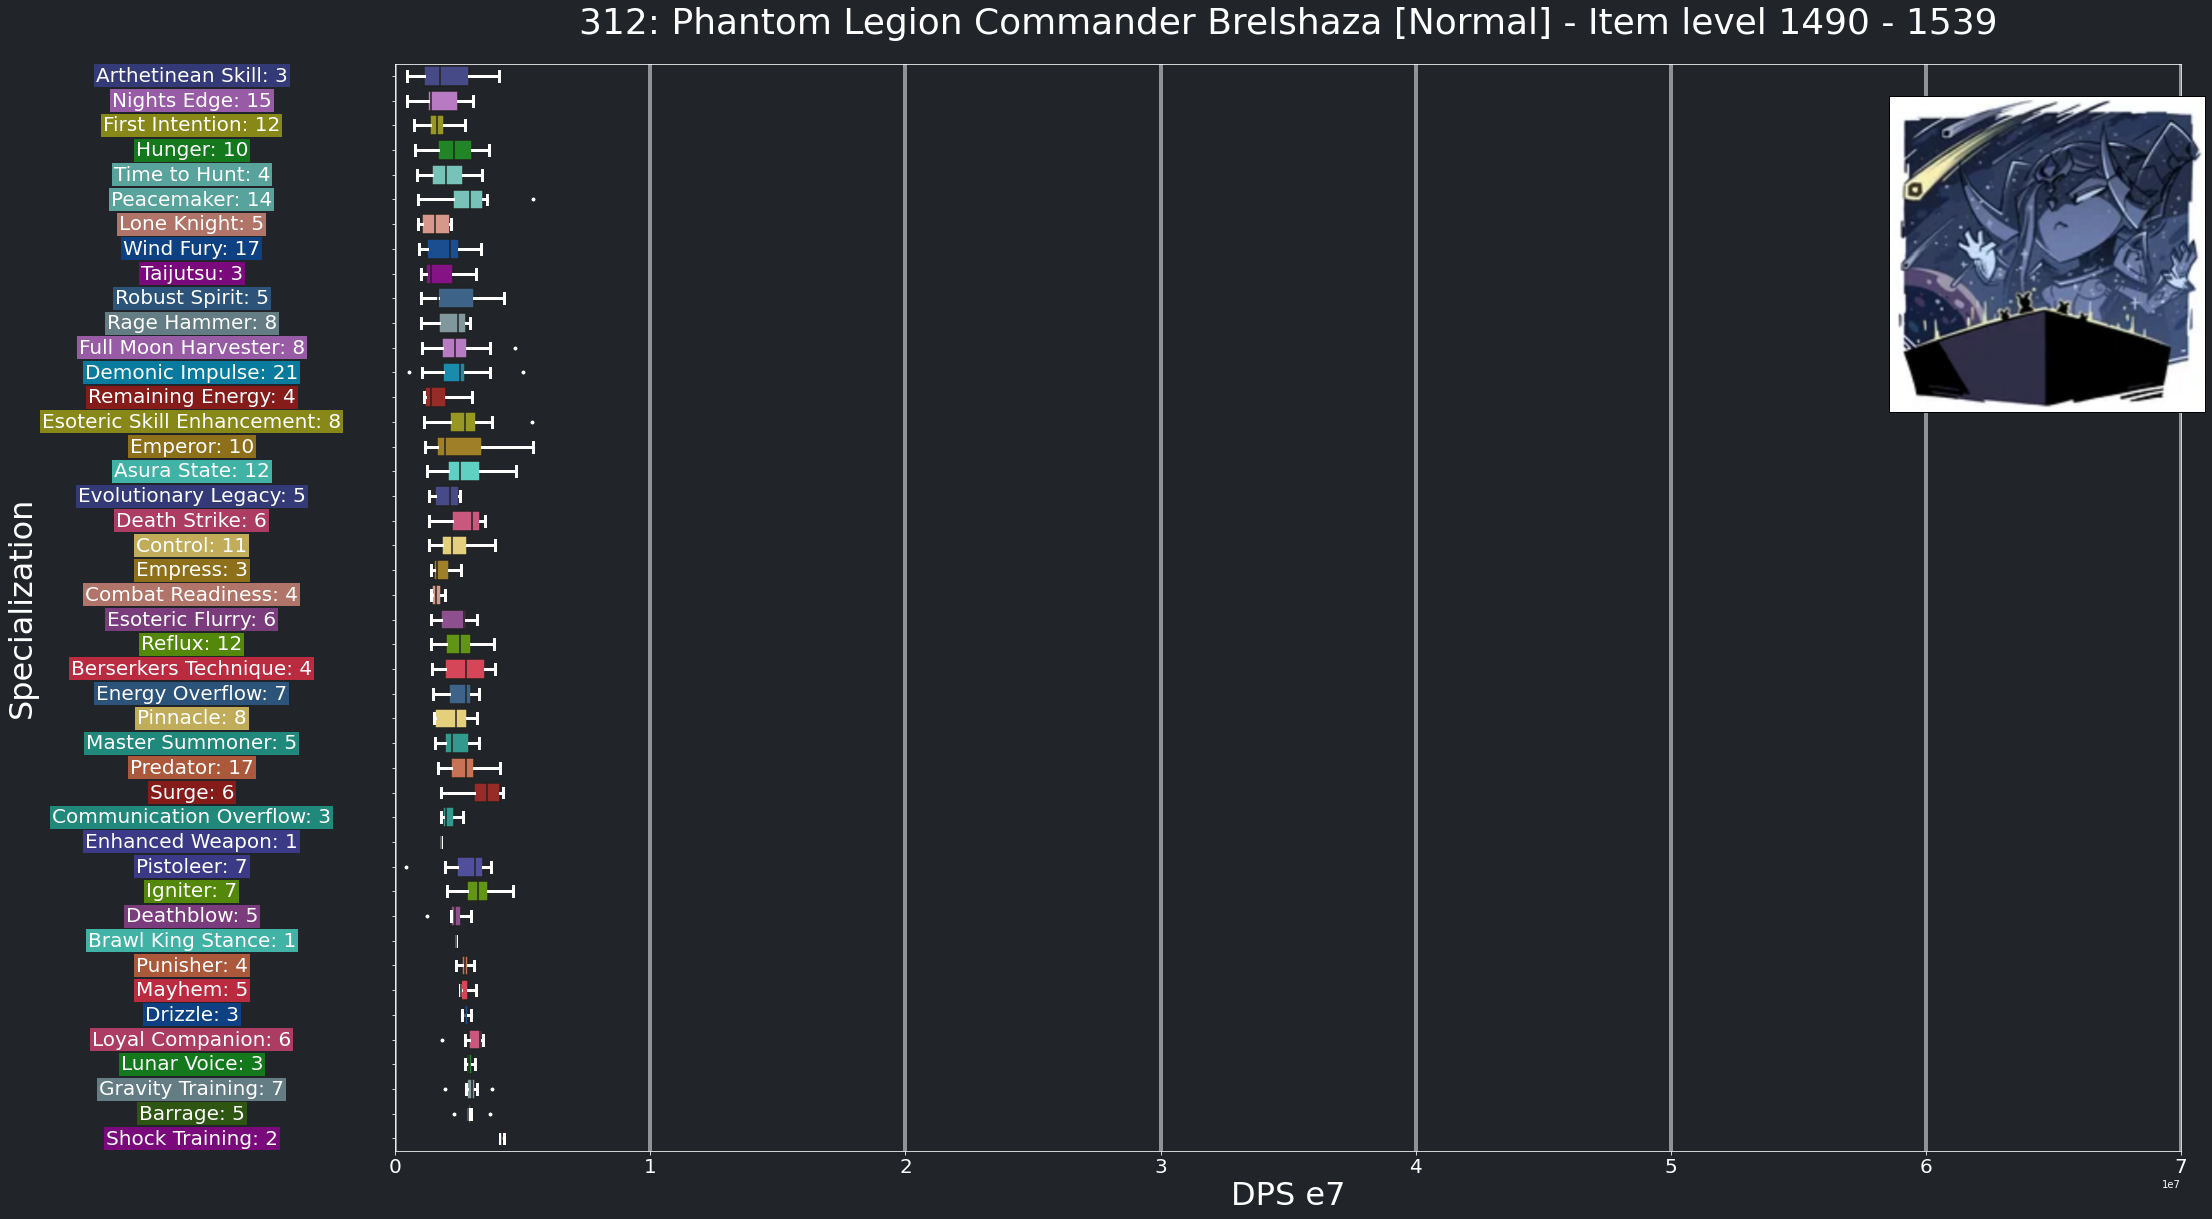 312: Phantom Legion Commander Brelshaza [Normal] - Item level 1490 - 1539
Arthetinean Skill: 3
Nights Edge: 15
First Intention: 12
Hunger: 10
Time to Hunt: 4
Peacemaker: 14
Lone Knight: 5
Wind Fury: 17
Taijutsu: 3
Robust Spirit: 5
Rage Hammer: 8
Full Moon Harvester: 8
Demonic Impulse: 21
Remaining Energy: 4
Esoteric Skill Enhancement: 8
Emperor: 10
Asura State: 12
Evolutionary Legacy: 5
Death Strike: 6
Control: 11
Empress: 3
Combat Readiness: 4
Esoteric Flurry: 6
Reflux: 12
Berserkers Technique: 4
Energy Overflow: 7
Pinnacle: 8
Master Summoner: 5
Predator: 17
Surge: 6
Communication Overflow: 3
Enhanced Weapon: 1
Pistoleer: 7
Igniter: 7
Deathblow: 5
Brawl King Stance: 1
Punisher: 4
Mayhem: 5
Drizzle: 3
Loyal Companion: 6
Lunar Voice: 3
Gravity Training: 7
Barrage: 5
Shock Training: 2
Specialization
0 1 2 3 4 5 6 7
1e7
DPS e7